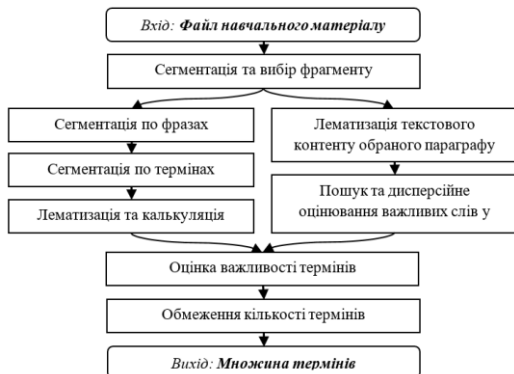 Вхід: Файл навчального матеріалу
Сегментація та вибір фрагменту
Сегментація по фразах
Сегментація по термінах
Лематизація та калькуляція
Лематизація текстового
контенту обраного параграфу
Пошук та дисперсійне
оцінювання важливих слів у
Оцінка важливості термінів
Обмеження кількості термінів
Вихід: Множина термінів